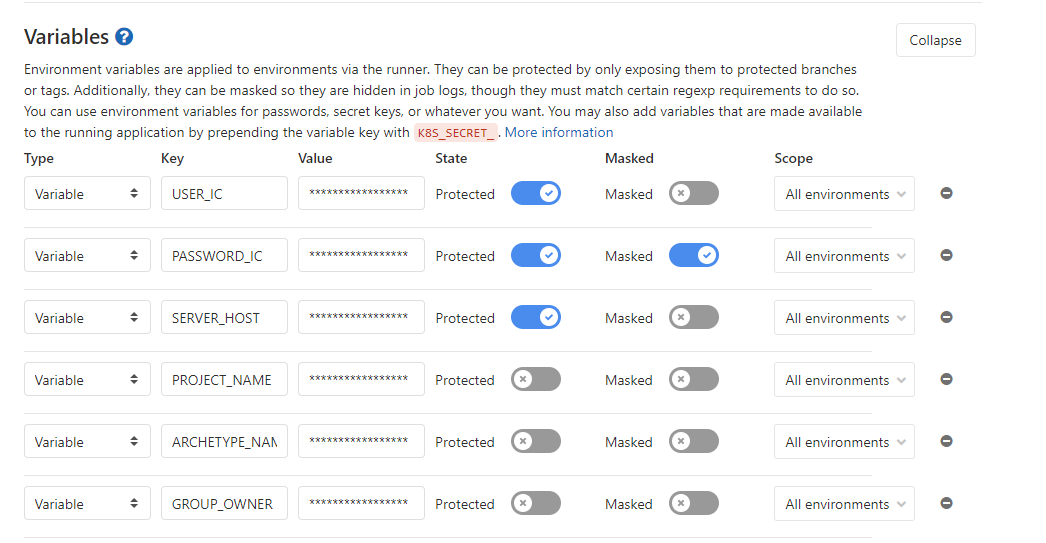 Variables ?
Collapse
Environment variables are applied to environments via the runner. They can be protected by only exposing them to protected branches
or tags. Additionally, they can be masked so they are hidden in job logs, though they must match certain regexp requirements to do so.
You can use environment variables for passwords, secret keys, or whatever you want. You may also add variables that are made available
to the running application by prepending the variable key with K8S_SECRET_. More information
Type Key Value State Masked Scope
Variable USER_IC ***************** Protected Masked All environments
Variable PASSWORD_IC ***************** Protected Masked All environments
Variable SERVER_HOST ***************** Protected Masked All environments
Variable PROJECT_NAME ***************** Protected Masked All environments
Variable ARCHETYPE_NAM ***************** Protected Masked All environments
Variable GROUP_OWNER ***************** Protected Masked All environments